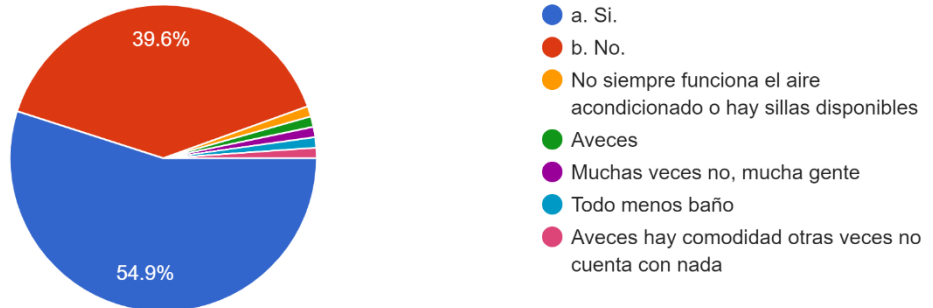 39.6%
54.9%
a. Si.
b. No.
No siempre funciona el aire
acondicionado o hay sillas disponibles
Aveces
Muchas veces no, mucha gente
Todo menos baño
Aveces hay comodidad otras veces no
cuenta con nada